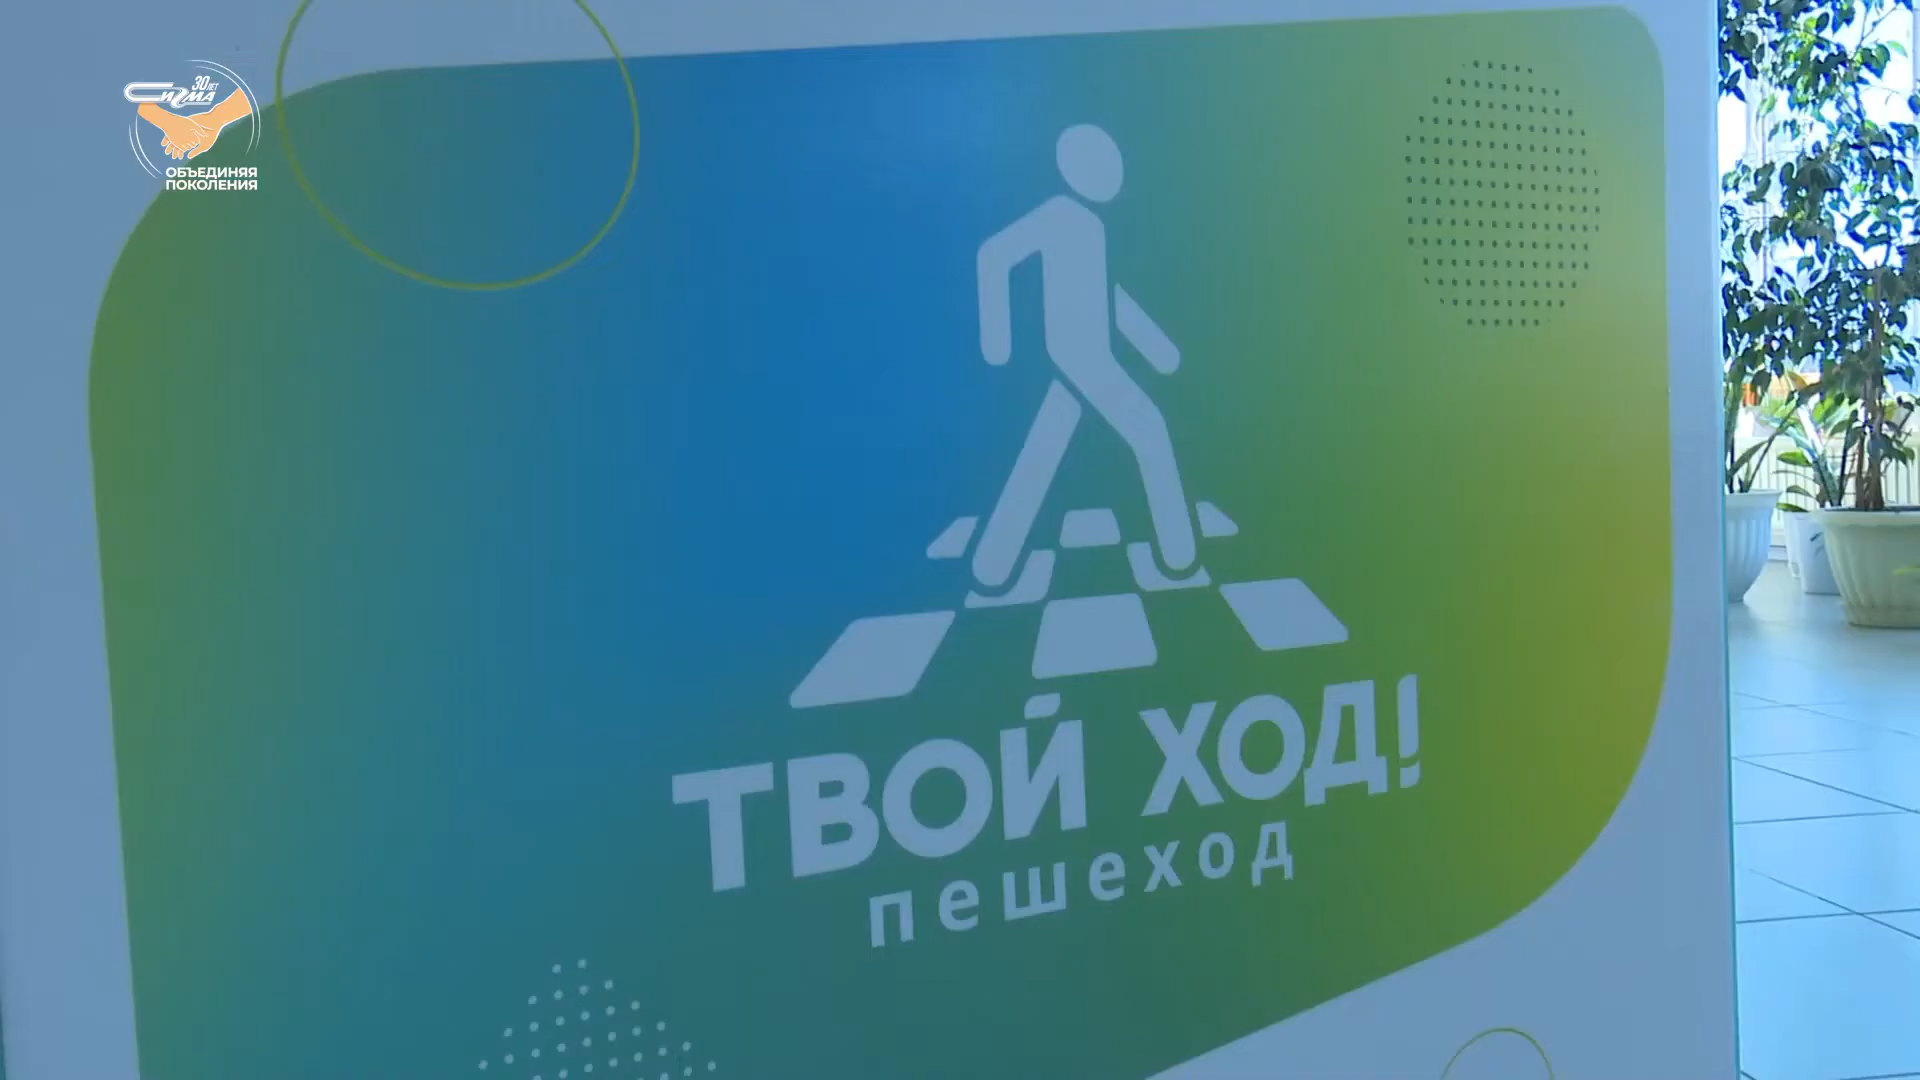 30 ЛЕТ
СИГМА
ОБЪЕДИНЯЯ
ПОКОЛЕНИЯ
ТВОЙ ХОД!
пешеход